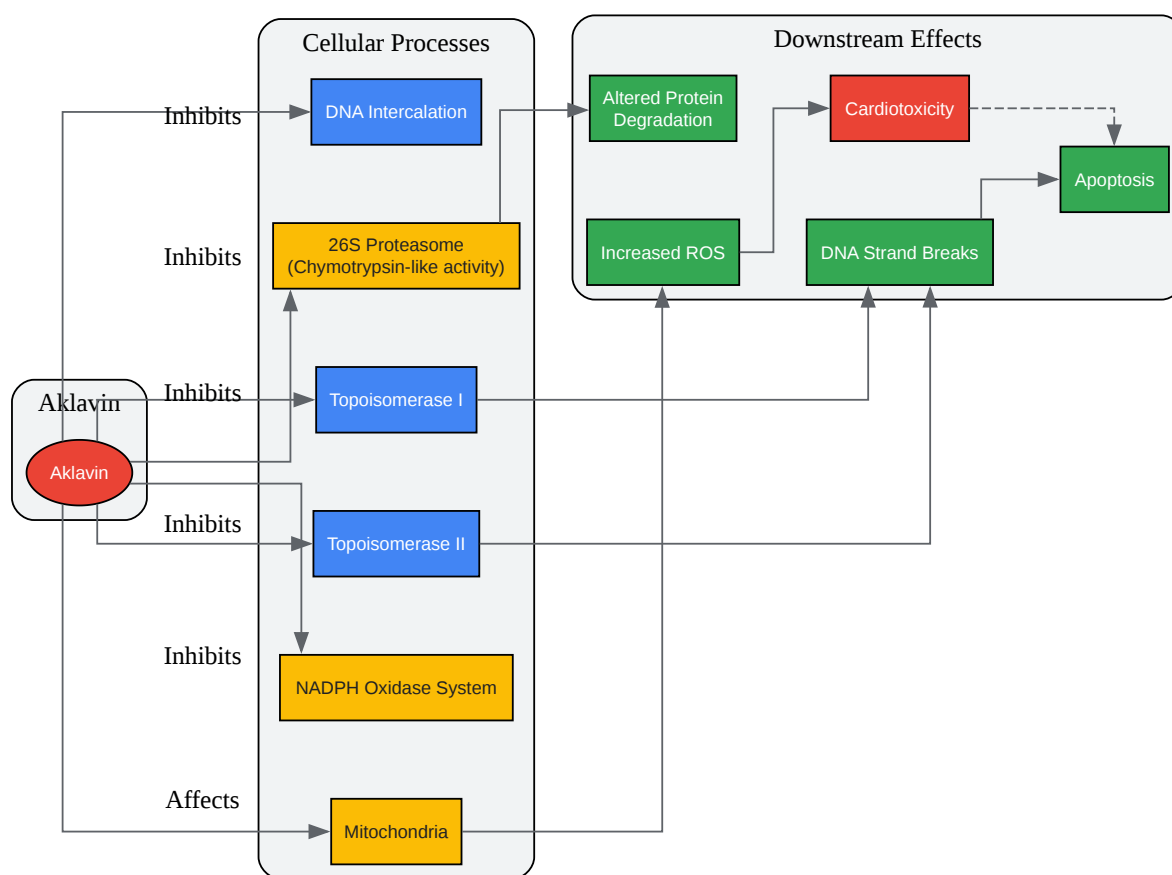 Cellular Processes
Downstream Effects
Inhibits
DNA Intercalation
Altered Protein
Degradation
Cardiotoxicity
Apoptosis
Inhibits
26S Proteasome
(Chymotrypsin-like activity)
Increased ROS
DNA Strand Breaks
Aklavin
Inhibits
Topoisomerase I
Aklavin
Inhibits
Topoisomerase II
Inhibits
NADPH Oxidase System
Affects
Mitochondria